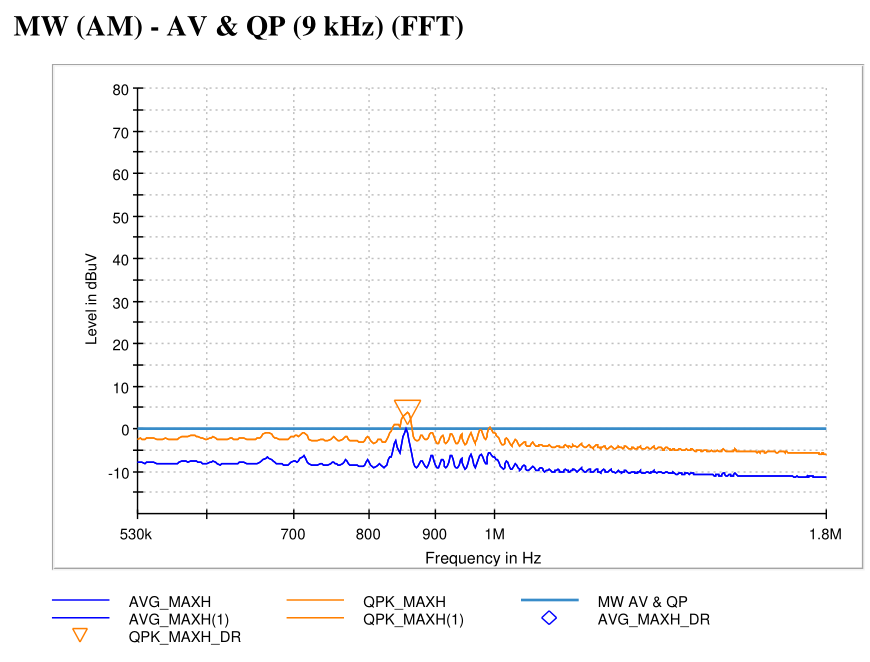 MW (AM) - AV & QP (9 kHz) (FFT)
80
70
60
50
40
30
20
10
0
-10
Level in dBuV
530k 700 800 900 1M 1.8M
Frequency in Hz
AVG_MAXH QPK_MAXH MW AV & QP
AVG_MAXH(1) QPK_MAXH(1) AVG_MAXH_DR
QPK_MAXH_DR